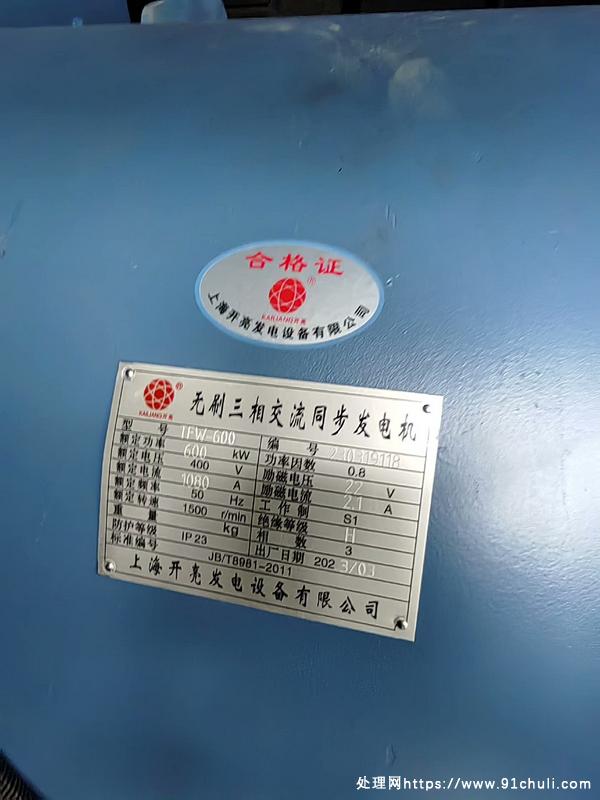 合格证
®
KAILIANG开亮
上海开亮发电设备有限公司
®
KAILIANG开亮
无刷三相交流同步发电机
型号 TFW-600 编号 230319118
额定功率 600 kW 功率因数 0.8
额定电压 400 V 励磁电压 22 V
额定电流 1080 A 励磁电流 2.1 A
额定频率 50 Hz 工作制 S1
额定转速 1500 r/min 绝缘等级 H
重量 kg 相数 3
防护等级 IP23 出厂日期 2023/03
标准编号 JB/T8981-2011
上海开亮发电设备有限公司
处理网https://www.91chuli.com